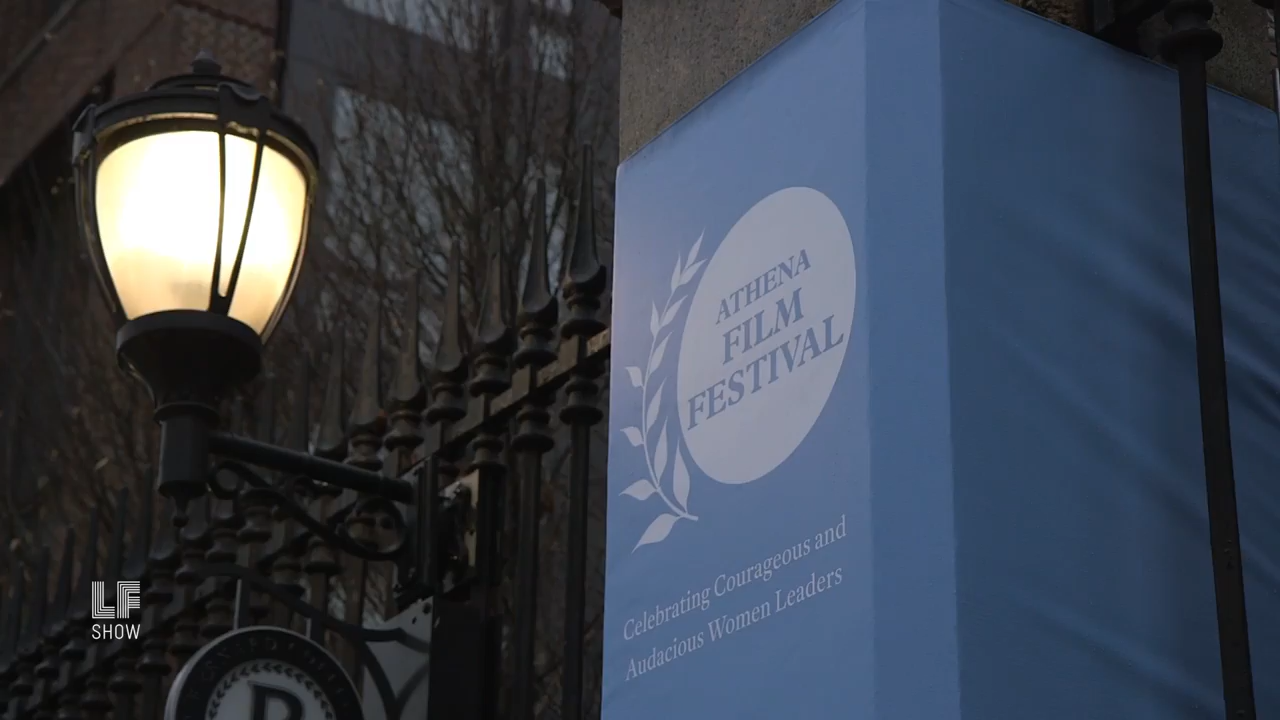 ATHENA
FILM
FESTIVAL
Celebrating Courageous and
Audacious Women Leaders
LF
SHOW
B